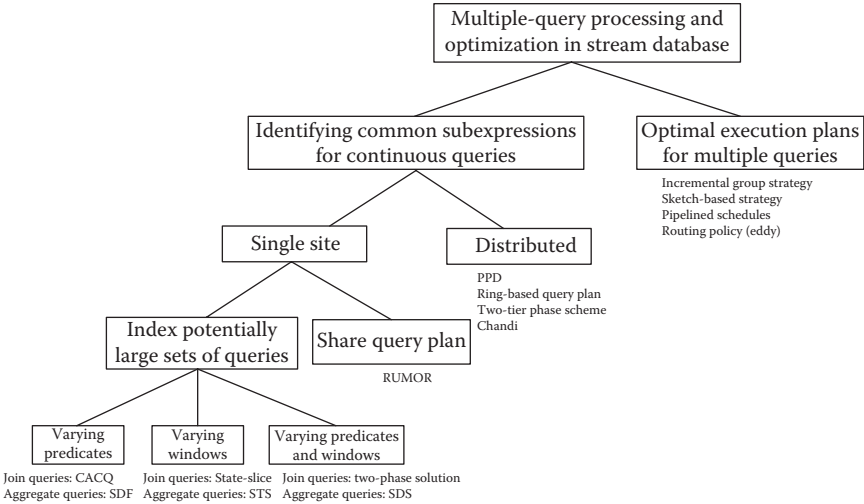 Multiple-query processing and
optimization in stream database
Identifying common subexpressions
for continuous queries
Optimal execution plans
for multiple queries
Incremental group strategy
Sketch-based strategy
Pipelined schedules
Routing policy (eddy)
Single site
Distributed
PPD
Ring-based query plan
Two-tier phase scheme
Chandi
Index potentially
large sets of queries
Share query plan
RUMOR
Varying
predicates
Varying
windows
Varying predicates
and windows
Join queries: CACQ
Aggregate queries: SDF
Join queries: State-slice
Aggregate queries: STS
Join queries: two-phase solution
Aggregate queries: SDS